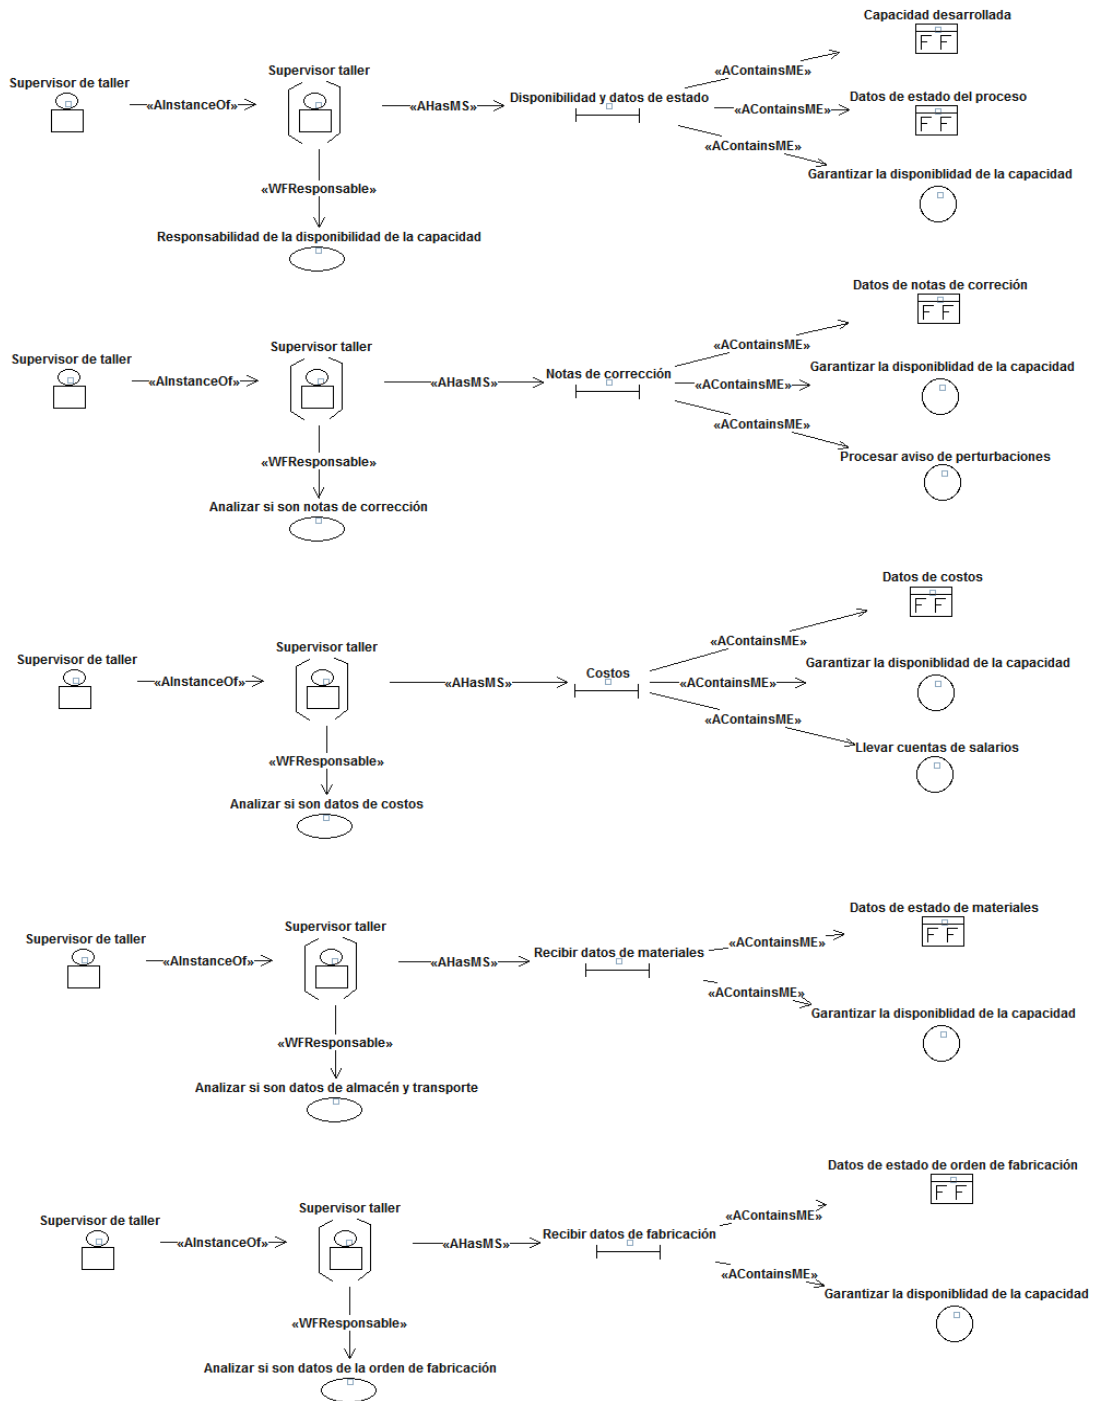 Capacidad desarrollada
F F
Supervisor de taller
Supervisor taller
«AInstanceOf»
«AHasMS»
Disponibilidad y datos de estado
«AContainsME»
Datos de estado del proceso
«AContainsME»
F F
«AContainsME»
Garantizar la disponiblidad de la capacidad
«WFResponsable»
Responsabilidad de la disponibilidad de la capacidad
Datos de notas de correción
F F
Supervisor de taller
Supervisor taller
«AInstanceOf»
«AHasMS»
Notas de corrección
«AContainsME»
Garantizar la disponiblidad de la capacidad
«AContainsME»
«AContainsME»
Procesar aviso de perturbaciones
«WFResponsable»
Analizar si son notas de corrección
Datos de costos
F F
Supervisor de taller
Supervisor taller
«AInstanceOf»
«AHasMS»
Costos
«AContainsME»
Garantizar la disponiblidad de la capacidad
«AContainsME»
«AContainsME»
Llevar cuentas de salarios
«WFResponsable»
Analizar si son datos de costos
Datos de estado de materiales
F F
Supervisor de taller
Supervisor taller
«AInstanceOf»
«AHasMS»
Recibir datos de materiales
«AContainsME»
«AContainsME»
Garantizar la disponiblidad de la capacidad
«WFResponsable»
Analizar si son datos de almacén y transporte
Datos de estado de orden de fabricación
F F
Supervisor de taller
Supervisor taller
«AInstanceOf»
«AHasMS»
Recibir datos de fabricación
«AContainsME»
«AContainsME»
Garantizar la disponiblidad de la capacidad
«WFResponsable»
Analizar si son datos de la orden de fabricación